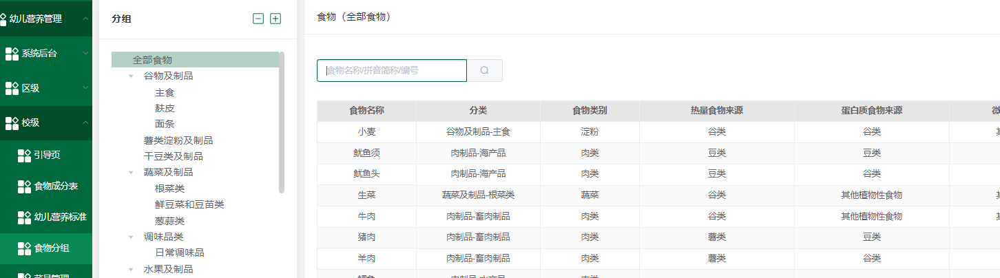 幼儿营养管理
系统后台
区级
校级
引导页
食物成分表
幼儿营养标准
食物分组
分组
全部食物
谷物及制品
主食
麸皮
面条
薯类淀粉及制品
干豆类及制品
蔬菜及制品
根菜类
鲜豆菜和豆苗类
葱蒜类
调味品类
日常调味品
水果及制品
食物（全部食物）
食物名称/拼音简称/编号
食物名称 分类 食物类别 热量食物来源 蛋白质食物来源
小麦 谷物及制品-主食 淀粉 谷类 谷类
鱿鱼须 肉制品-海产品 肉类 豆类 豆类
鱿鱼头 肉制品-海产品 肉类 豆类 谷类
生菜 蔬菜及制品-根菜类 蔬菜 谷类 其他植物性食物
牛肉 肉制品-畜肉制品 肉类 谷类 其他植物性食物
猪肉 肉制品-畜肉制品 肉类 薯类 豆类
羊肉 肉制品-畜肉制品 肉类 薯类 谷类